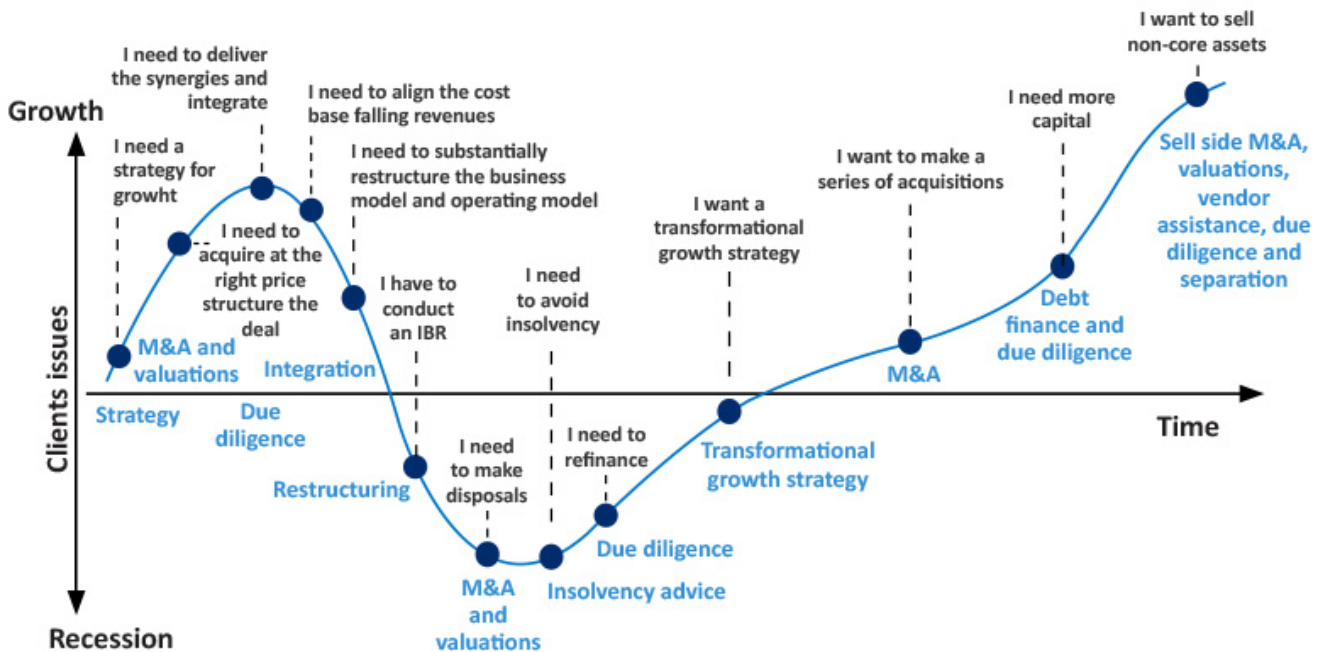 I want to sell
non-core assets
I need to deliver
the synergies and
integrate
I need to align the cost
base falling revenues
I need more
capital
Growth
I need a
strategy for
growht
I need to substantially
restructure the business
model and operating model
I want to make a
series of acquisitions
Sell side M&A,
valuations,
vendor
assistance, due
diligence and
separation
I want a
transformational
growth strategy
I need to
acquire at the
right price
structure the
deal
I have to
conduct
an IBR
I need
to avoid
insolvency
Debt
finance and
due diligence
M&A and
valuations
Integration
M&A
Clients issues
Strategy
Due
diligence
Time
I need
to make
disposals
I need to
refinance
Transformational
growth strategy
Restructuring
Due diligence
M&A
and
valuations
Insolvency advice
Recession